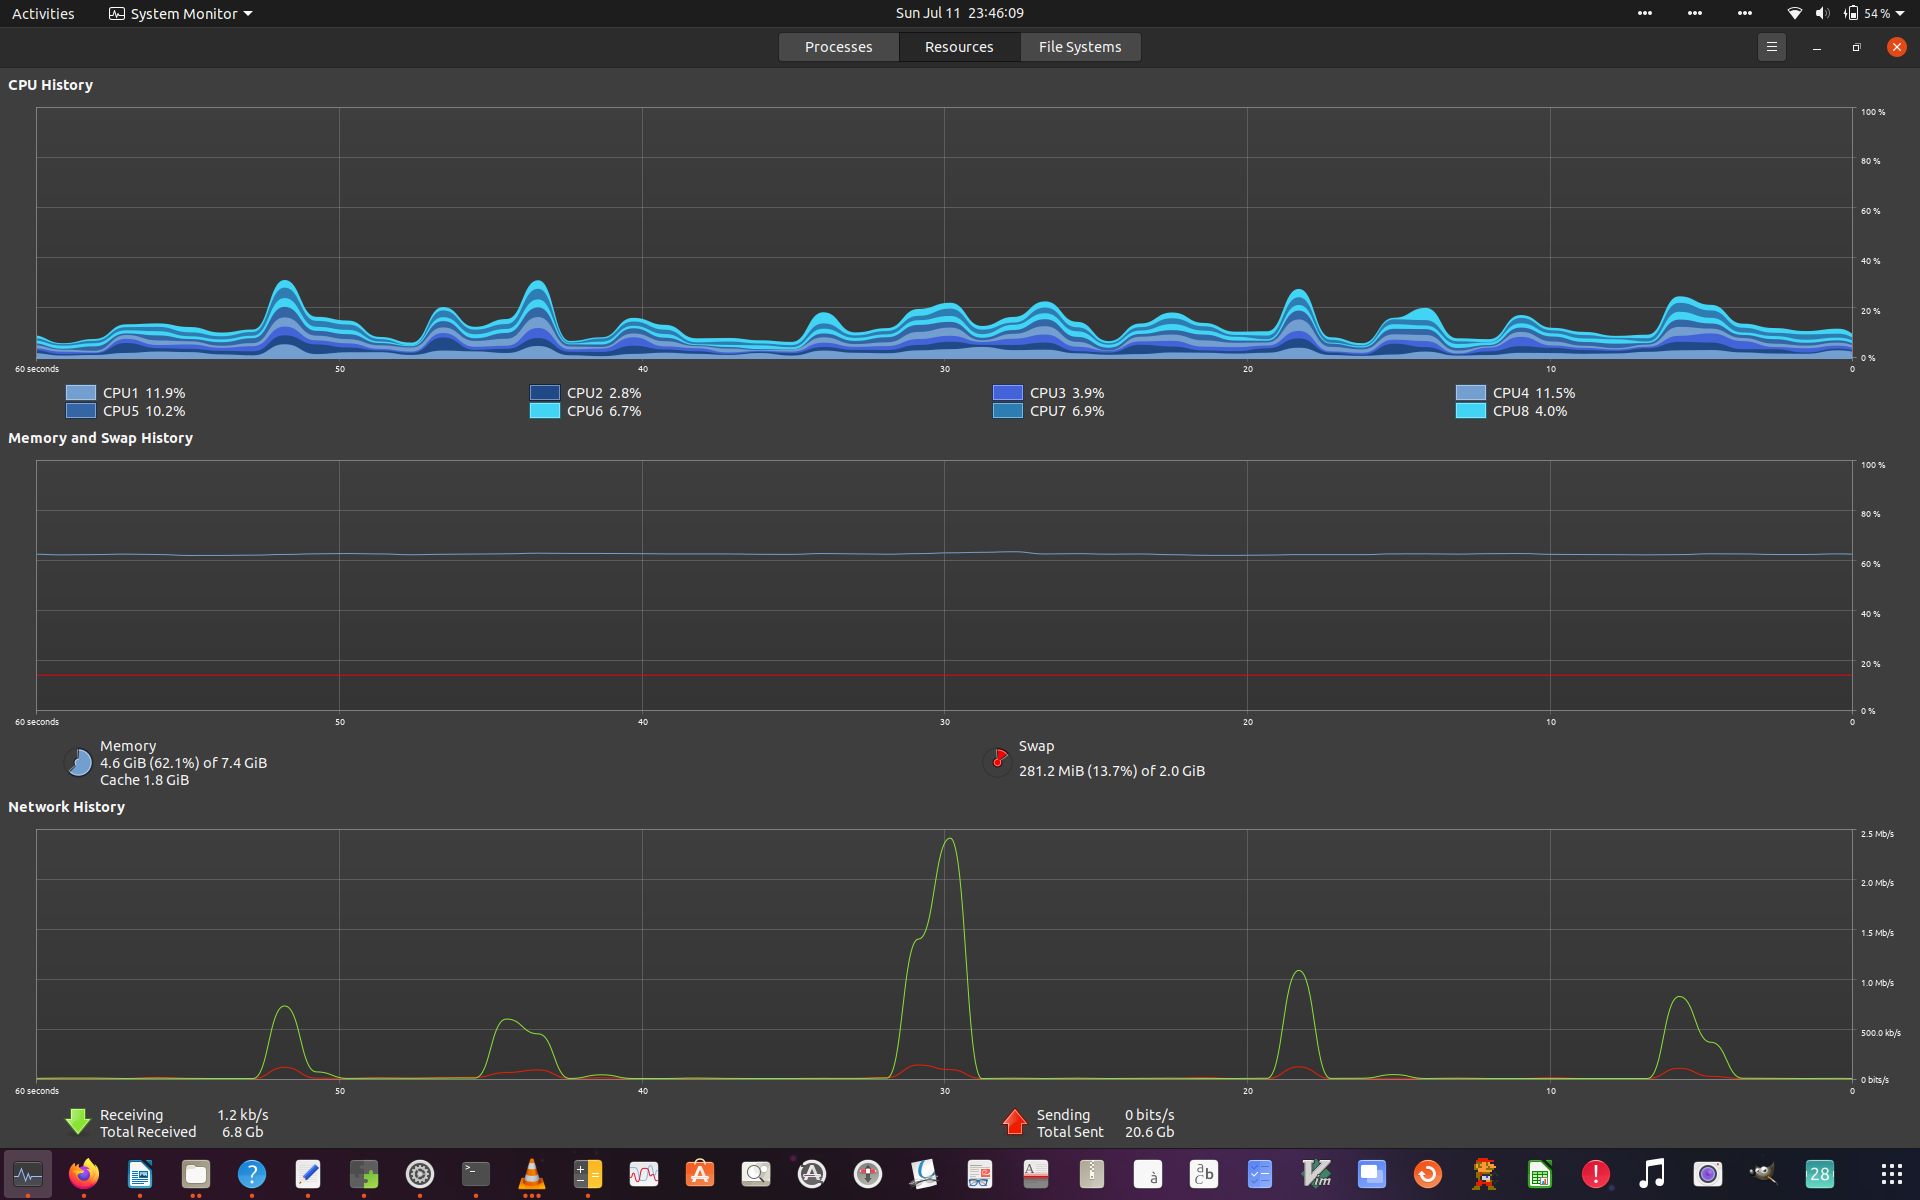 Activities System Monitor Sun Jul 11 23:46:09 54 %
Processes Resources File Systems
CPU History
100 %
80 %
60 %
40 %
20 %
0 %
60 seconds 50 40 30 20 10 0
CPU1 11.9% CPU2 2.8% CPU3 3.9% CPU4 11.5%
CPU5 10.2% CPU6 6.7% CPU7 6.9% CPU8 4.0%
Memory and Swap History
100 %
80 %
60 %
40 %
20 %
0 %
60 seconds 50 40 30 20 10 0
Memory
4.6 GiB (62.1%) of 7.4 GiB
Cache 1.8 GiB
Swap
281.2 MiB (13.7%) of 2.0 GiB
Network History
2.5 Mb/s
2.0 Mb/s
1.5 Mb/s
1.0 Mb/s
500.0 kb/s
0 bits/s
60 seconds 50 40 30 20 10 0
Receiving 1.2 kb/s
Total Received 6.8 Gb
Sending 0 bits/s
Total Sent 20.6 Gb
? >_ A A à a b c Vim ! 28